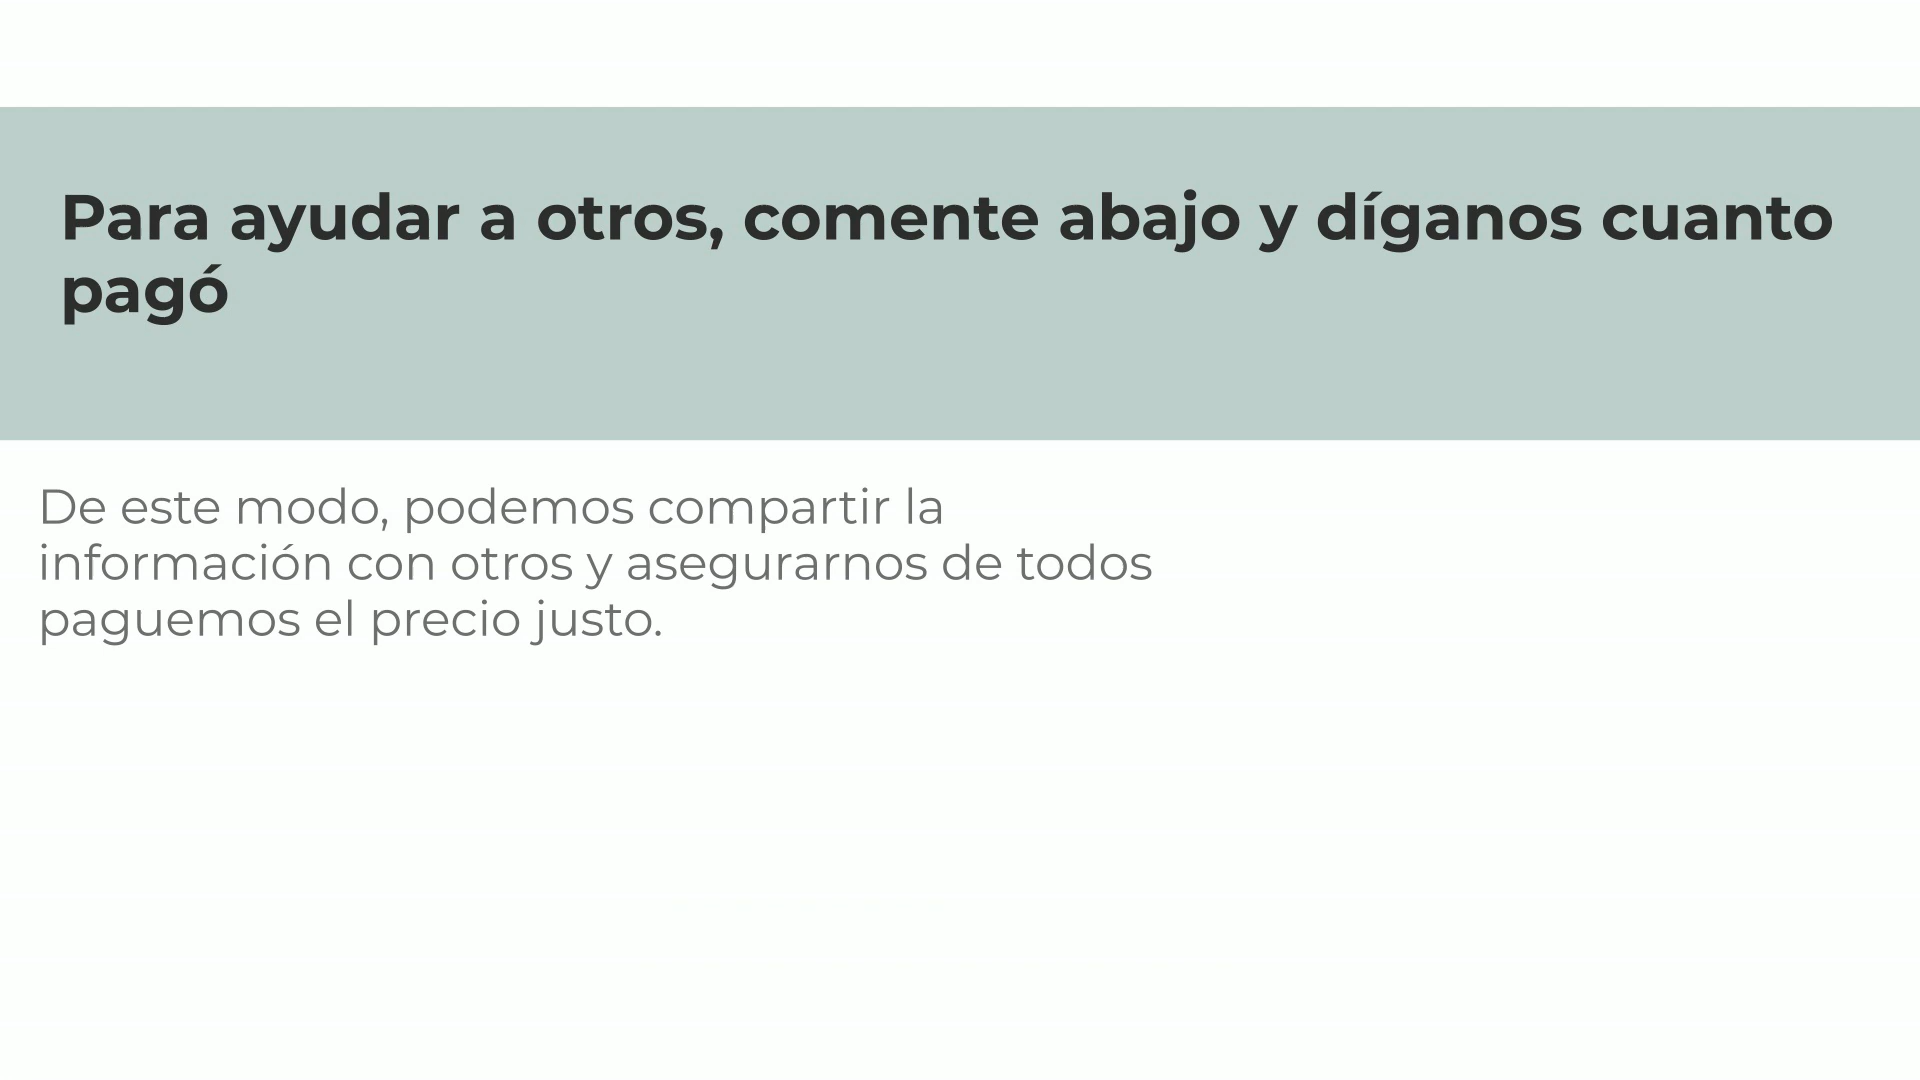 Para ayudar a otros, comente abajo y díganos cuanto
pagó
De este modo, podemos compartir la
información con otros y asegurarnos de todos
paguemos el precio justo.